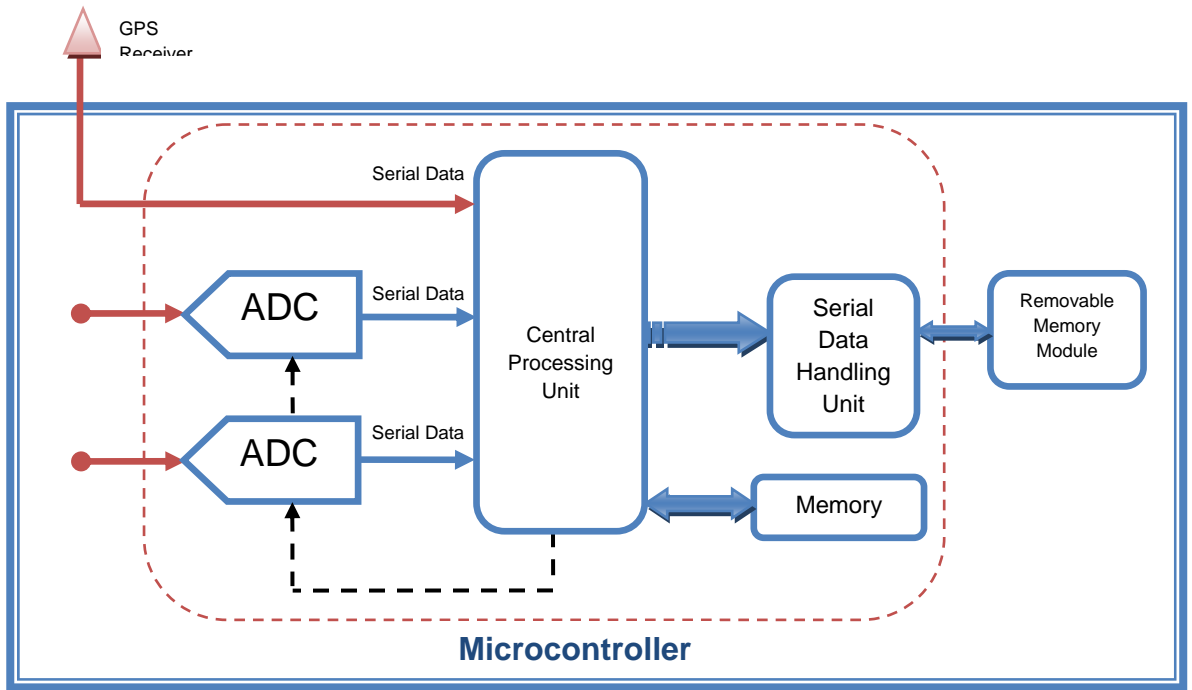 GPS
Receiver
Serial Data
ADC
Serial Data
ADC
Serial Data
Central
Processing
Unit
Serial
Data
Handling
Unit
Removable
Memory
Module
Memory
Microcontroller